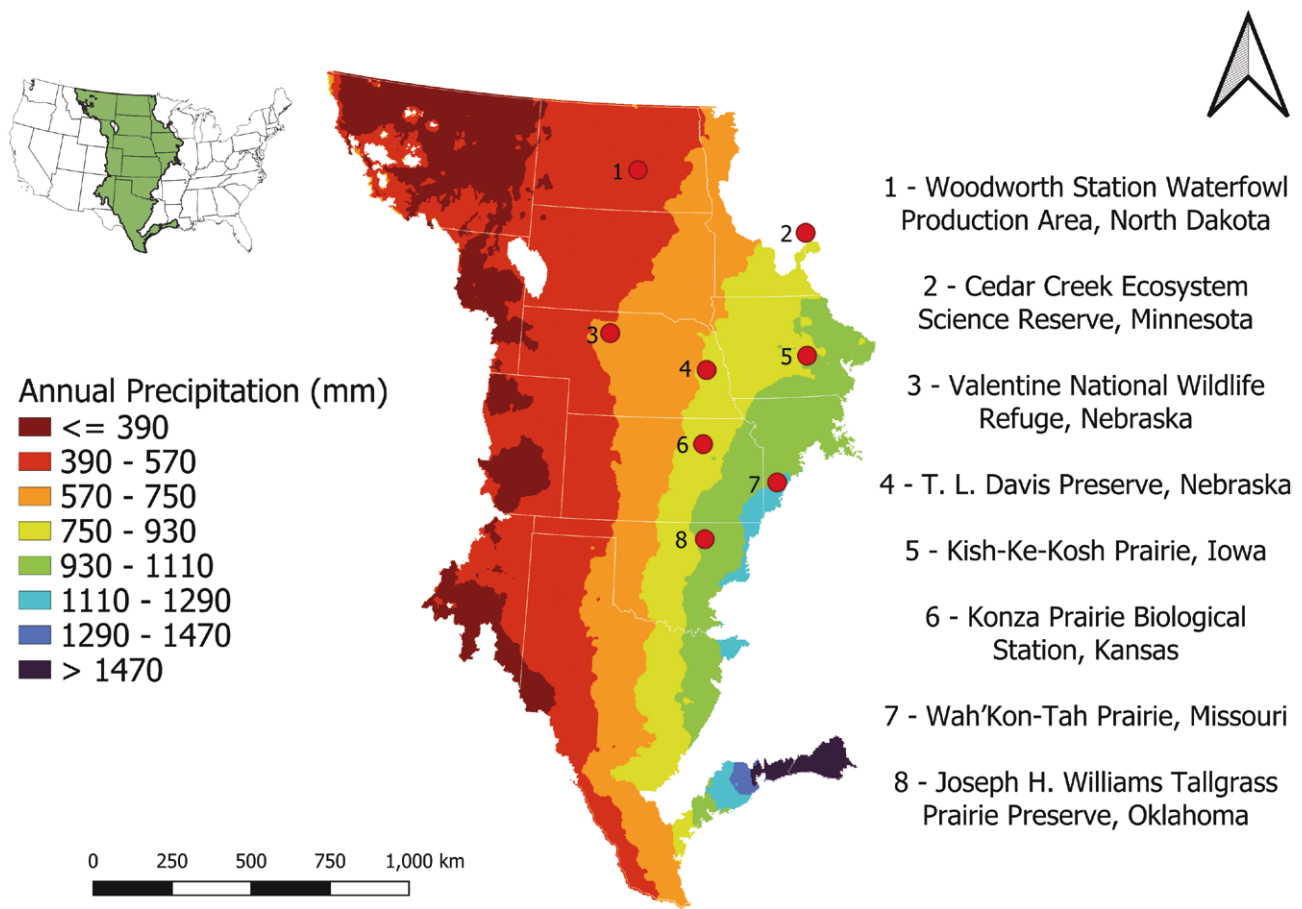 1 - Woodworth Station Waterfowl
Production Area, North Dakota
2 - Cedar Creek Ecosystem
Science Reserve, Minnesota
3 - Valentine National Wildlife
Refuge, Nebraska
4 - T. L. Davis Preserve, Nebraska
5 - Kish-Ke-Kosh Prairie, Iowa
6 - Konza Prairie Biological
Station, Kansas
7 - Wah'Kon-Tah Prairie, Missouri
8 - Joseph H. Williams Tallgrass
Prairie Preserve, Oklahoma
1
2
3
4
5
6
7
8
Annual Precipitation (mm)
<= 390
390 - 570
570 - 750
750 - 930
930 - 1110
1110 - 1290
1290 - 1470
> 1470
0 250 500 750 1,000 km